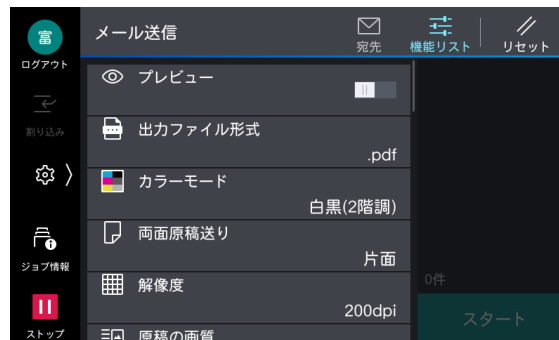 富
ログアウト
割り込み
ジョブ情報
ストップ
メール送信
宛先
機能リスト
リセット
プレビュー
出力ファイル形式
.pdf
カラーモード
白黒(2階調)
両面原稿送り
片面
解像度
200dpi
原稿の画質
0件
スタート